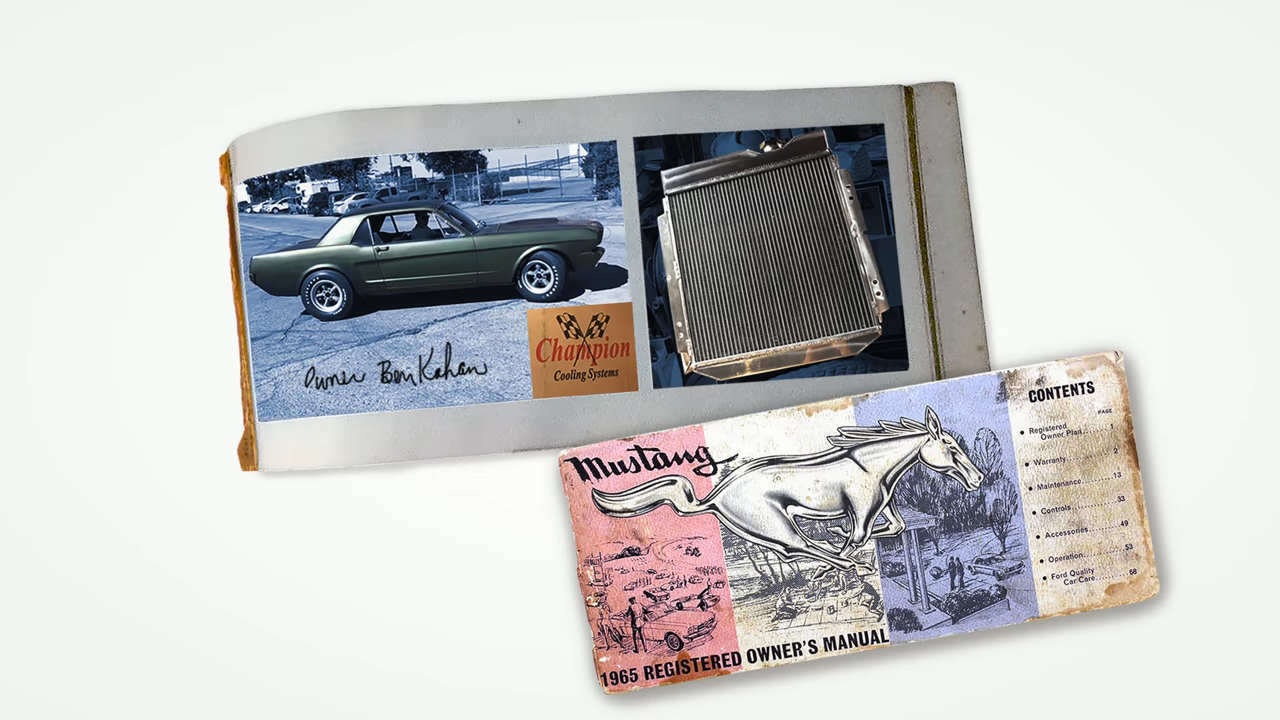 Owner Ben Kahan
Champion
Cooling Systems
Mustang
1965 REGISTERED OWNER'S MANUAL
CONTENTS
PAGE
• Registered
Owner Plan... 1
• Warranty 2
• Maintenance........13
• Controls..........33
• Accessories........49
• Operation........53
• Ford Quality
Car Care........68